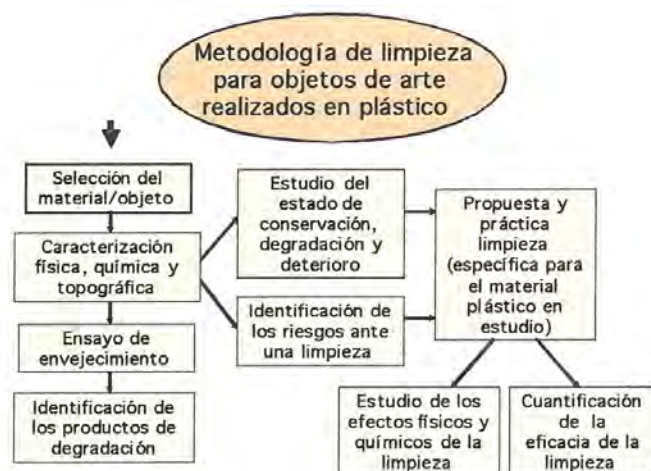 Metodología de limpieza
para objetos de arte
realizados en plástico
Selección del
material/objeto
Caracterización
física, química y
topográfica
Ensayo de
envejecimiento
Identificación de
los productos de
degradación
Estudio del
estado de
conservación,
degradación y
deterioro
Identificación de
los riesgos ante
una limpieza
Propuesta y
práctica
limpieza
(específica para
el material
plástico en
estudio)
Estudio de los
efectos físicos y
químicos de la
limpieza
Cuantificación
de la
eficacia de la
limpieza